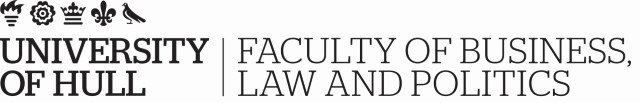 UNIVERSITY
OF HULL
FACULTY OF BUSINESS,
LAW AND POLITICS